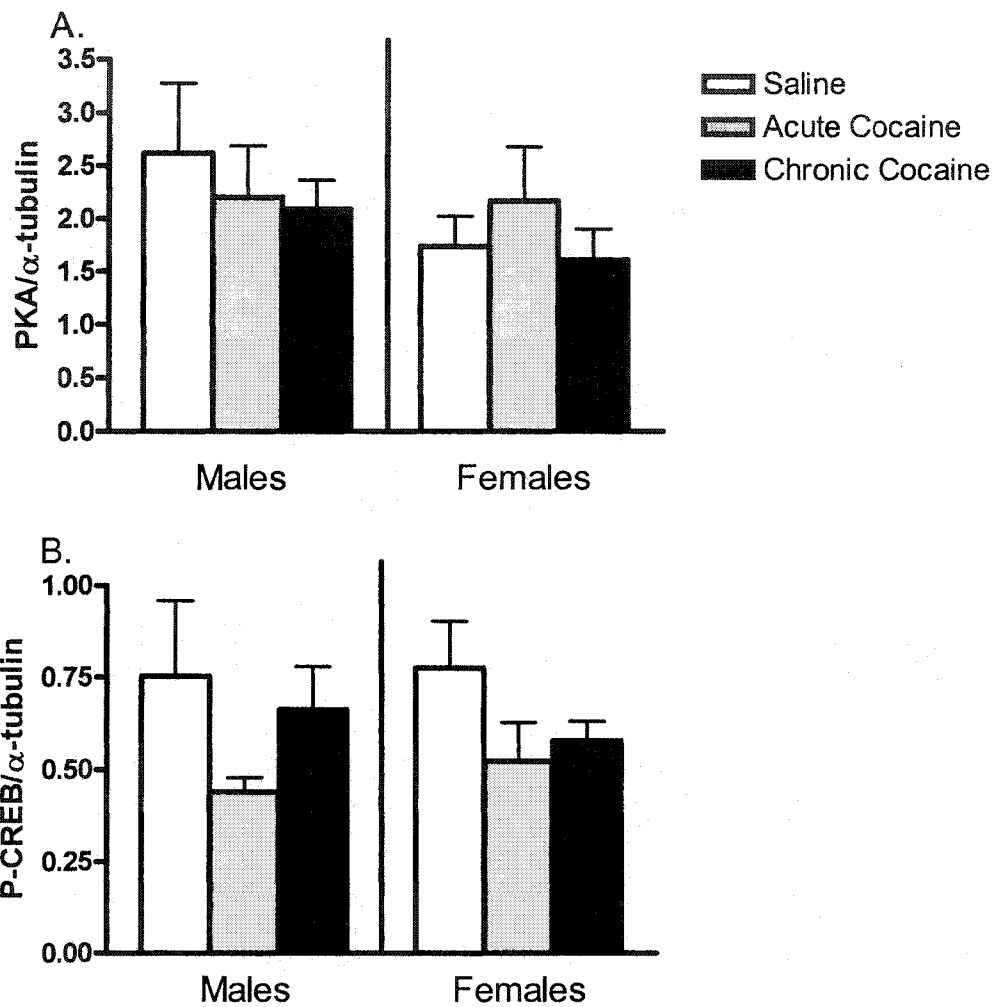 A.
3.5
3.0
2.5
2.0
1.5
1.0
0.5
0.0
PKA/α-tubulin
Males Females
Saline
Acute Cocaine
Chronic Cocaine
B.
1.00
0.75
0.50
0.25
0.00
P-CREB/α-tubulin
Males Females